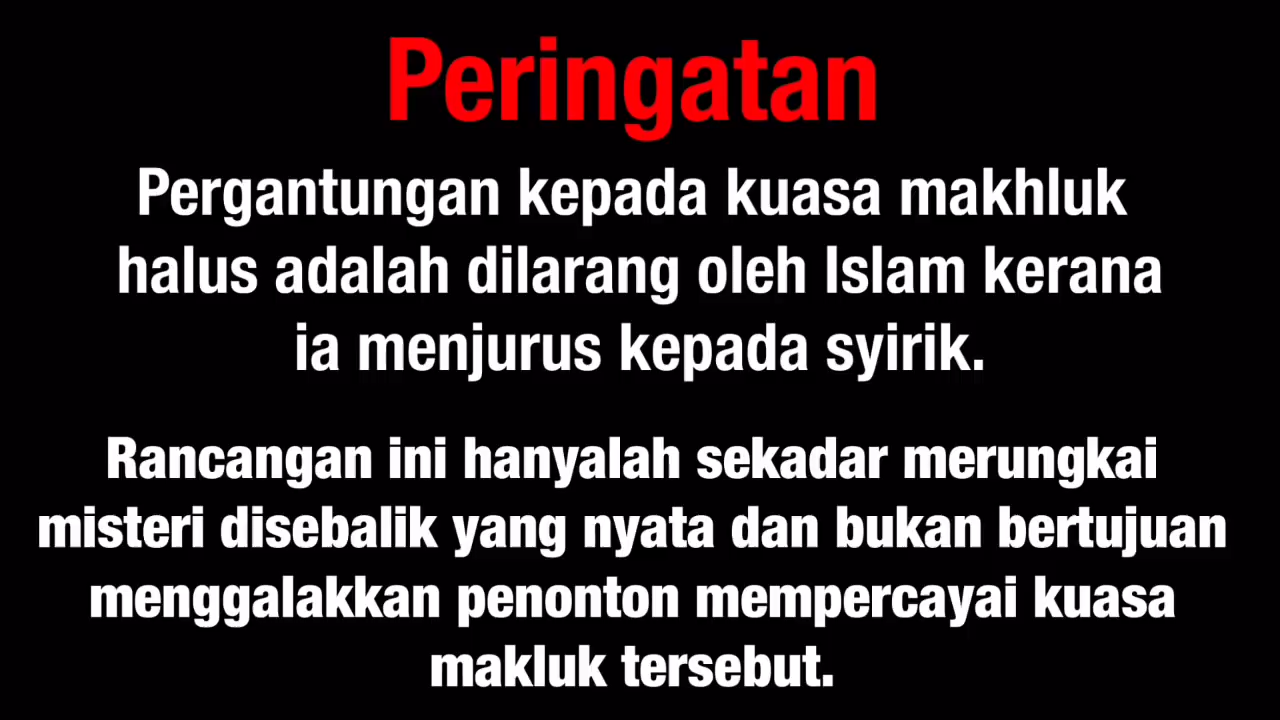 Peringatan
Pergantungan kepada kuasa makhluk
halus adalah dilarang oleh Islam kerana
ia menjurus kepada syirik.
Rancangan ini hanyalah sekadar merungkai
misteri disebalik yang nyata dan bukan bertujuan
menggalakkan penonton mempercayai kuasa
makluk tersebut.